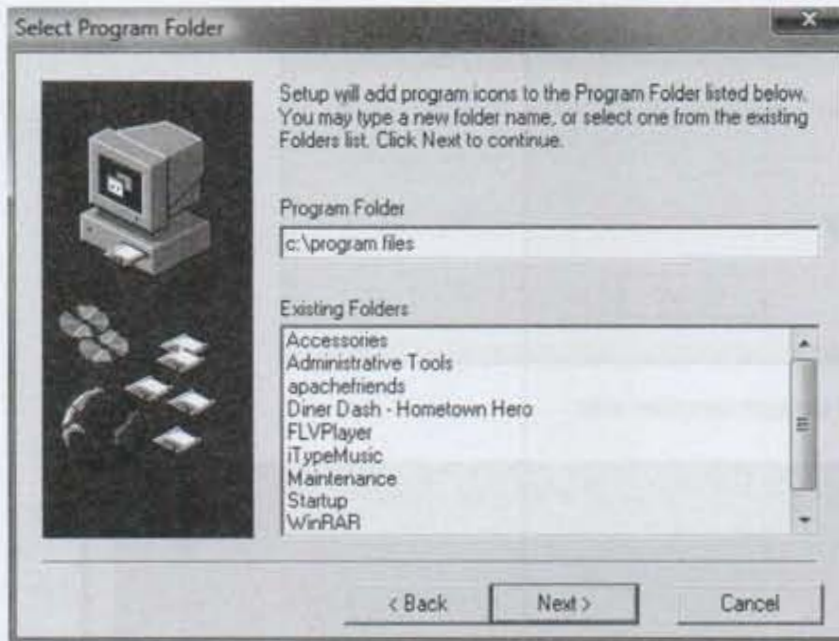 Select Program Folder
Setup will add program icons to the Program Folder listed below.
You may type a new folder name, or select one from the existing
Folders list. Click Next to continue.
Program Folder
c:\program files
Existing Folders
Accessories
Administrative Tools
apachefriends
Diner Dash - Hometown Hero
FLVPlayer
iTypeMusic
Maintenance
Startup
WinRAR
< Back
Next >
Cancel